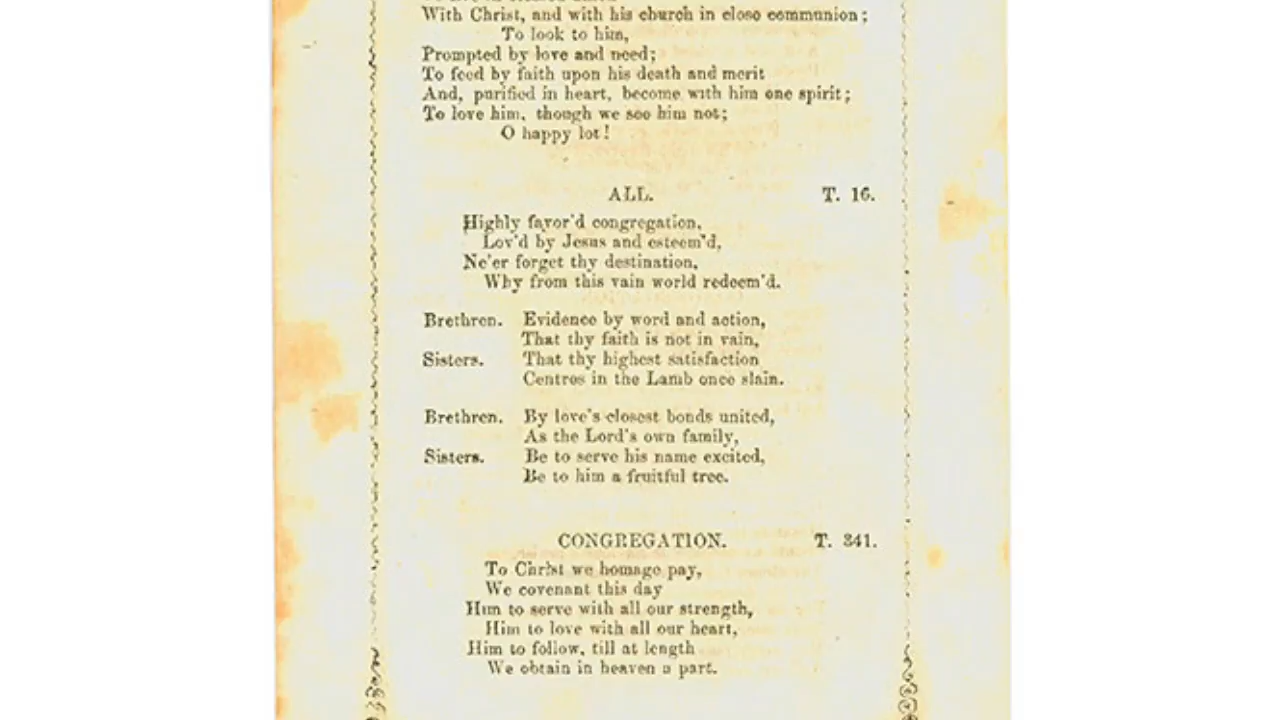 With Christ, and with his church in close communion;
To look to him,
Prompted by love and need;
To feed by faith upon his death and merit
And, purified in heart, become with him one spirit;
To love him, though we see him not;
O happy lot!
ALL. T. 16.
Highly favor'd congregation,
Lov'd by Jesus and esteem'd,
Ne'er forget thy destination,
Why from this vain world redeem'd.
Brethren. Evidence by word and action,
That thy faith is not in vain,
Sisters. That thy highest satisfaction
Centres in the Lamb once slain.
Brethren. By love's closest bonds united,
As the Lord's own family,
Sisters. Be to serve his name excited,
Be to him a fruitful tree.
CONGREGATION. T. 341.
To Christ we homage pay,
We covenant this day
Him to serve with all our strength,
Him to love with all our heart,
Him to follow, till at length
We obtain in heaven a part.